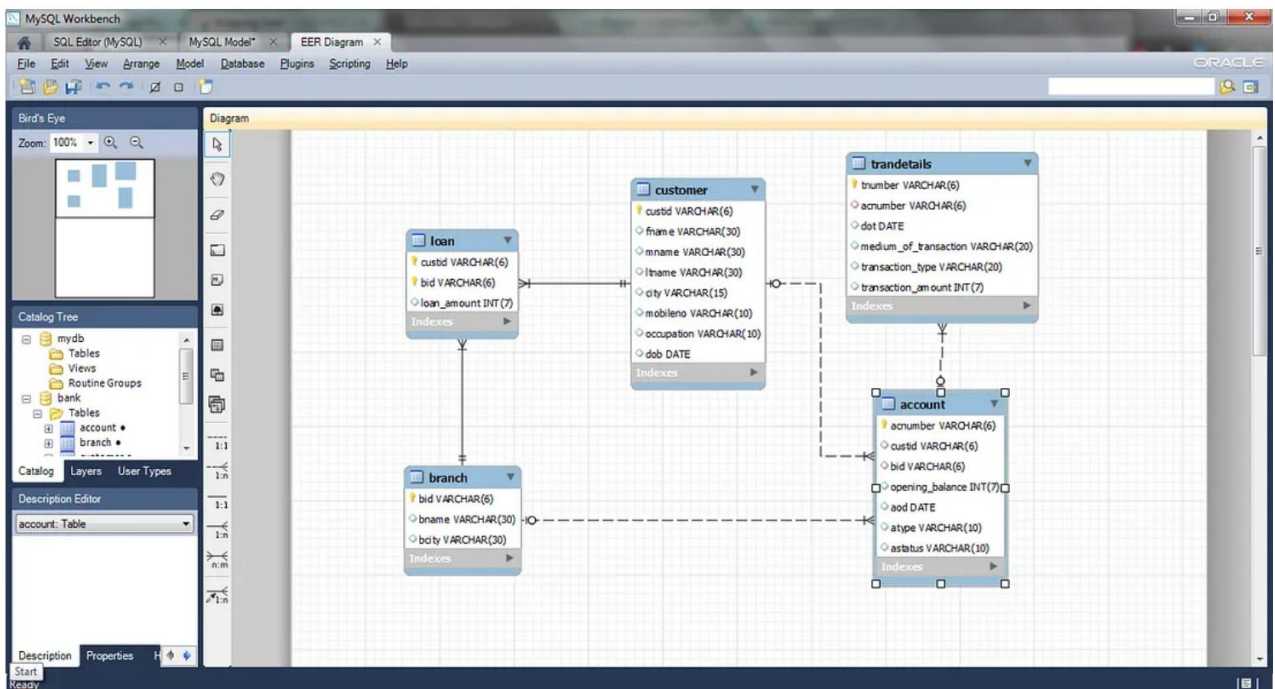 MySQL Workbench
SQL Editor (MySQL) MySQL Model* EER Diagram
File Edit View Arrange Model Database Plugins Scripting Help
ORACLE
Bird's Eye
Zoom: 100%
Diagram
Catalog Tree
mydb
Tables
Views
Routine Groups
bank
Tables
account
branch
Catalog Layers User Types
Description Editor
account: Table
Description Properties H
Start
Ready
1:1
1:n
1:1
1:n
n:m
1:n
loan
custid VARCHAR(6)
bid VARCHAR(6)
loan_amount INT(7)
Indexes
customer
custid VARCHAR(6)
fname VARCHAR(30)
mname VARCHAR(30)
ltname VARCHAR(30)
city VARCHAR(15)
mobileno VARCHAR(10)
occupation VARCHAR(10)
dob DATE
Indexes
trandetails
tnumber VARCHAR(6)
acnumber VARCHAR(6)
dot DATE
medium_of_transaction VARCHAR(20)
transaction_type VARCHAR(20)
transaction_amount INT(7)
Indexes
branch
bid VARCHAR(6)
bname VARCHAR(30)
bcity VARCHAR(30)
Indexes
account
acnumber VARCHAR(6)
custid VARCHAR(6)
bid VARCHAR(6)
opening_balance INT(7)
aod DATE
atype VARCHAR(10)
astatus VARCHAR(10)
Indexes